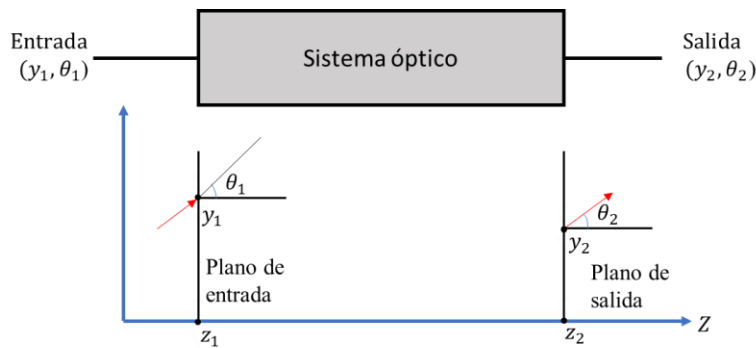 Entrada
(y₁, θ₁)
Sistema óptico
Salida
(y₂, θ₂)
θ₁
y₁
Plano de
entrada
θ₂
y₂
Plano de
salida
z₁
z₂
Z